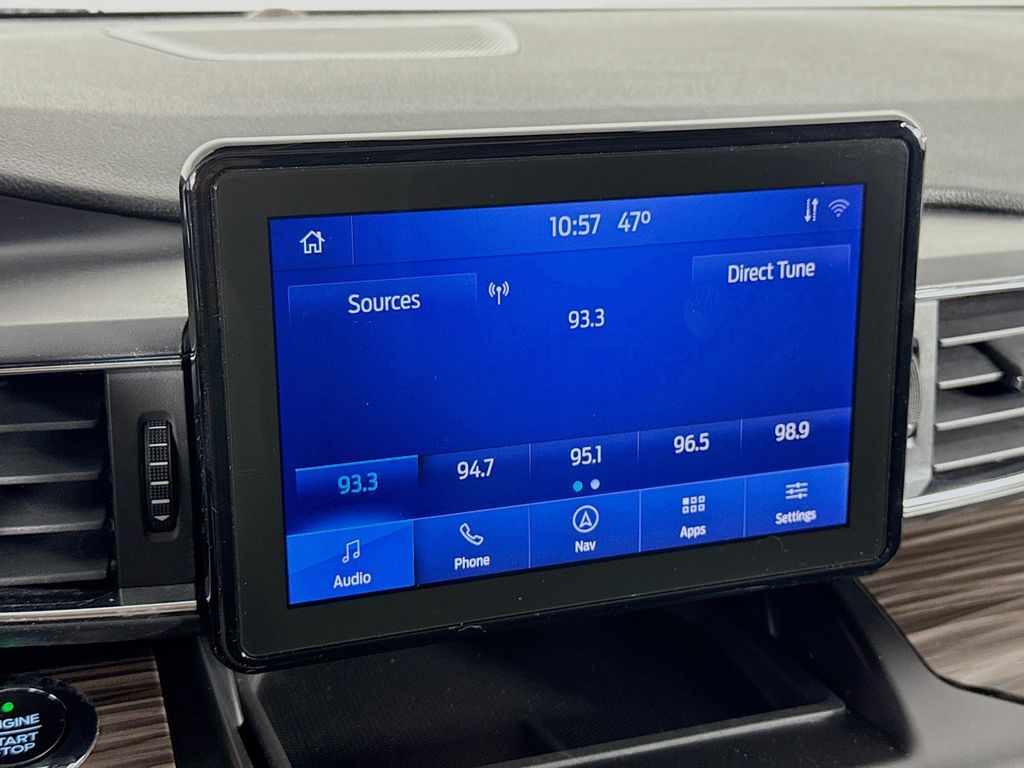 10:57 47°
Sources
Direct Tune
93.3
93.3 94.7 95.1 96.5 98.9
Audio Phone Nav Apps Settings
ENGINE
START
STOP